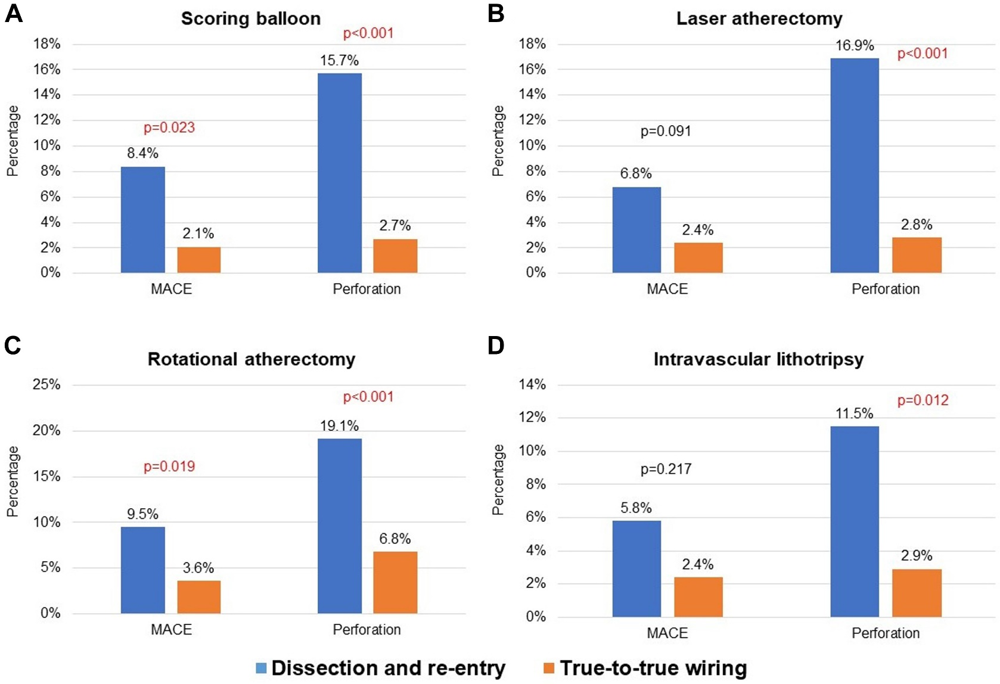 A
Scoring balloon
p<0.001
18%
16%
14%
12%
10%
8%
6%
4%
2%
0%
Percentage
15.7%
p=0.023
8.4%
2.1%
2.7%
MACE
Perforation
B
Laser atherectomy
18%
16%
14%
12%
10%
8%
6%
4%
2%
0%
Percentage
16.9%
p<0.001
p=0.091
6.8%
2.4%
2.8%
MACE
Perforation
C
Rotational atherectomy
25%
20%
15%
10%
5%
0%
Percentage
p<0.001
19.1%
p=0.019
9.5%
3.6%
6.8%
MACE
Perforation
D
Intravascular lithotripsy
14%
12%
10%
8%
6%
4%
2%
0%
Percentage
p=0.012
11.5%
p=0.217
5.8%
2.4%
2.9%
MACE
Perforation
Dissection and re-entry
True-to-true wiring